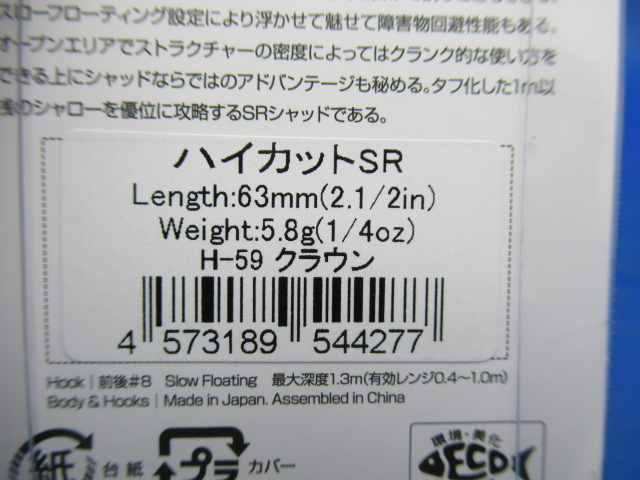 スローフローティング設定により浮かせて魅せて障害物回避性能もある。
オープンエリアでストラクチャーの密度によってはクランク的な使い方を
できる上にシャッドならではのアドバンテージも秘める。タフ化した1m以
浅のシャローを優位に攻略するSRシャッドである。
ハイカットSR
Length:63mm(2.1/2in)
Weight:5.8g(1/4oz)
H-59 クラウン
4 573189 544277
Hook | 前後#8 Slow Floating 最大深度1.3m(有効レンジ0.4~1.0m)
Body & Hooks | Made in Japan. Assembled in China
紙 台紙 プラ カバー
環境・美化
DECO